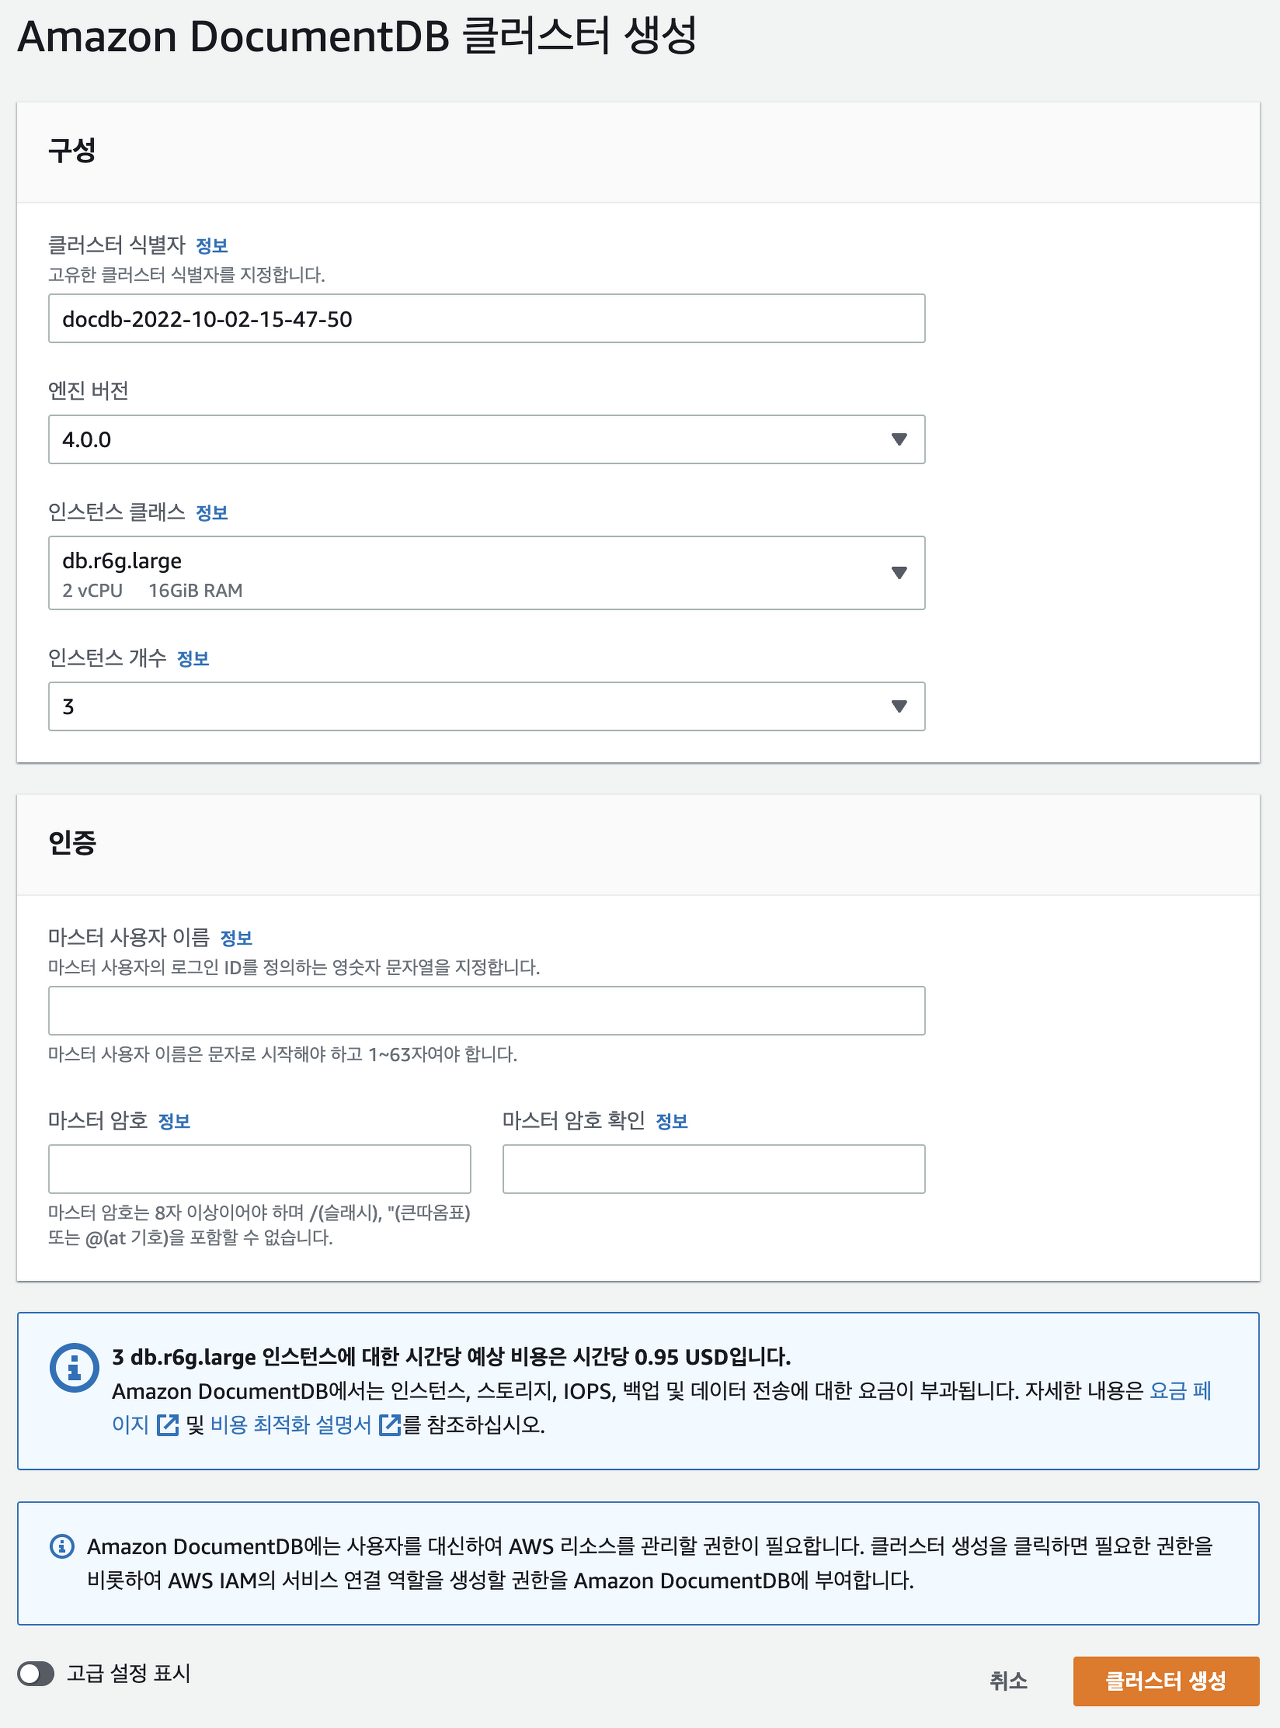 Amazon DocumentDB 클러스터 생성
구성
클러스터 식별자 정보
고유한 클러스터 식별자를 지정합니다.
docdb-2022-10-02-15-47-50
엔진 버전
4.0.0
인스턴스 클래스 정보
db.r6g.large
2 vCPU 16GiB RAM
인스턴스 개수 정보
3
인증
마스터 사용자 이름 정보
마스터 사용자의 로그인 ID를 정의하는 영숫자 문자열을 지정합니다.
마스터 사용자 이름은 문자로 시작해야 하고 1~63자여야 합니다.
마스터 암호 정보
마스터 암호 확인 정보
마스터 암호는 8자 이상이어야 하며 /(슬래시), "(큰따옴표)
또는 @(at 기호)을 포함할 수 없습니다.
3 db.r6g.large 인스턴스에 대한 시간당 예상 비용은 시간당 0.95 USD입니다.
Amazon DocumentDB에서는 인스턴스, 스토리지, IOPS, 백업 및 데이터 전송에 대한 요금이 부과됩니다. 자세한 내용은 요금 페
이지 및 비용 최적화 설명서를 참조하십시오.
Amazon DocumentDB에는 사용자를 대신하여 AWS 리소스를 관리할 권한이 필요합니다. 클러스터 생성을 클릭하면 필요한 권한을
비롯하여 AWS IAM의 서비스 연결 역할을 생성할 권한을 Amazon DocumentDB에 부여합니다.
고급 설정 표시
취소
클러스터 생성